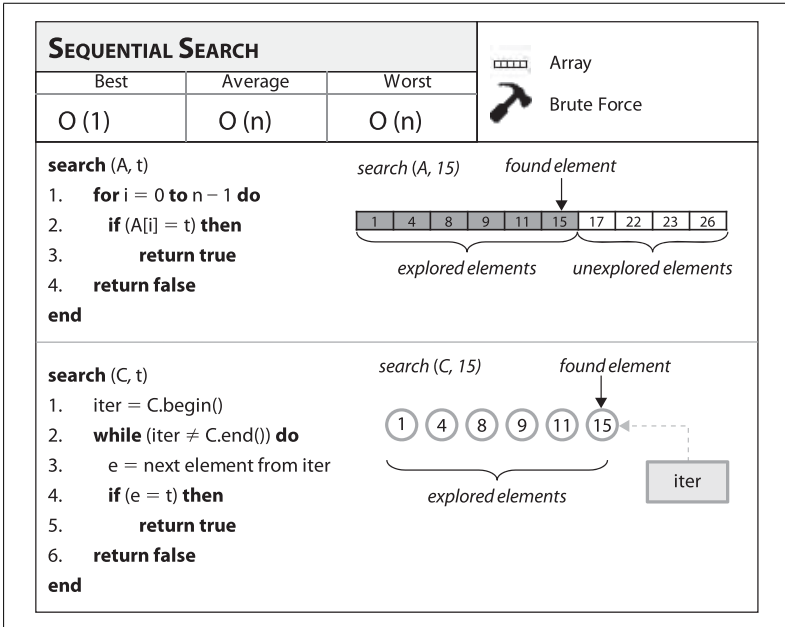 SEQUENTIAL SEARCH
Best Average Worst
O (1) O (n) O (n)
Array
Brute Force
search (A, t)
1. for i = 0 to n – 1 do
2. if (A[i] = t) then
3. return true
4. return false
end
search (A, 15) found element
1 4 8 9 11 15 17 22 23 26
explored elements unexplored elements
search (C, t)
1. iter = C.begin()
2. while (iter ≠ C.end()) do
3. e = next element from iter
4. if (e = t) then
5. return true
6. return false
end
search (C, 15) found element
1 4 8 9 11 15
iter
explored elements